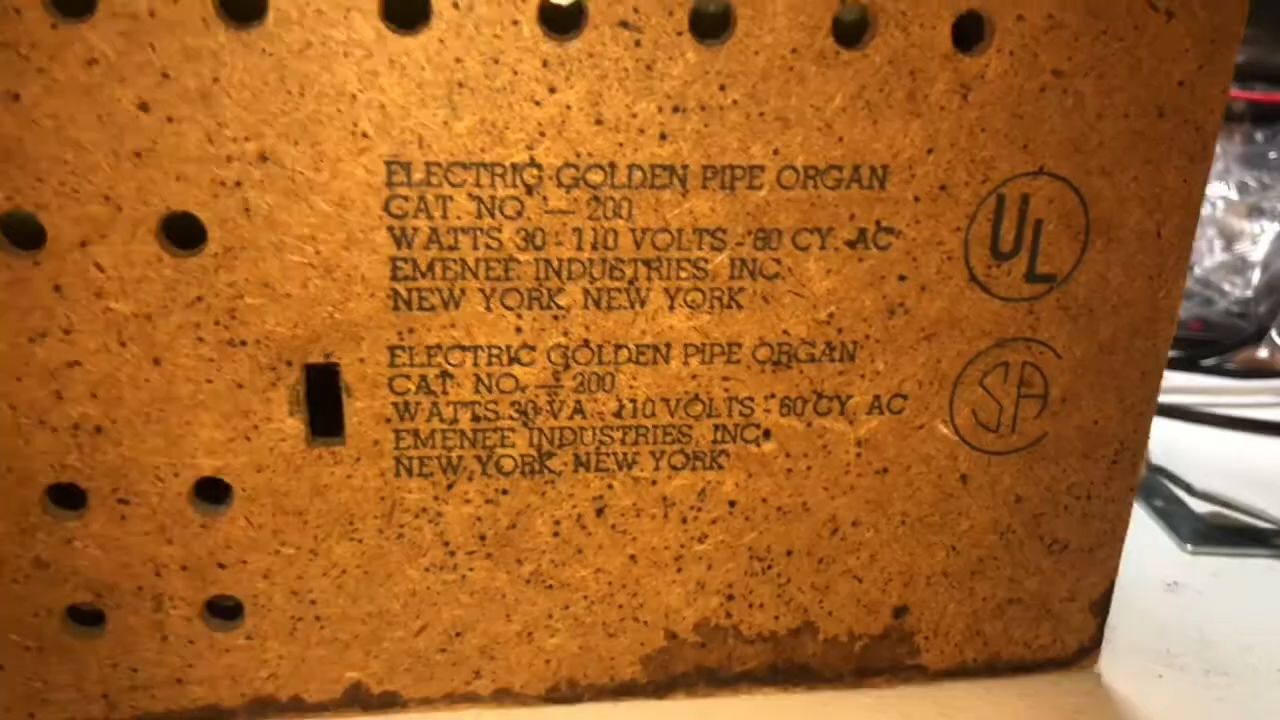 ELECTRIC GOLDEN PIPE ORGAN
CAT. NO. — 200
WATTS 30 - 110 VOLTS - 60 CY. AC
EMENEE INDUSTRIES, INC.
NEW YORK, NEW YORK
UL
ELECTRIC GOLDEN PIPE ORGAN
CAT. NO. — 200
WATTS 30 VA - 110 VOLTS - 60 CY. AC
EMENEE INDUSTRIES, INC.
NEW YORK, NEW YORK
CSA